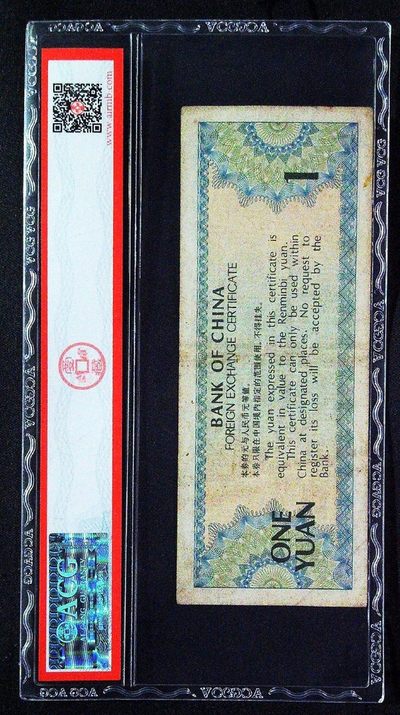 BANK OF CHINA
FOREIGN EXCHANGE CERTIFICATE
本券的元与人民币元等值。
本券只限在中国境内指定的范围使用，不得挂失。
The yuan expressed in this certificate is
equivalent in value to the Renminbi yuan.
This certificate can only be used within
China at designated places. No request to
register its loss will be accepted by the
Bank.
ONE
YUAN
1
www.acrmb.com
ACG